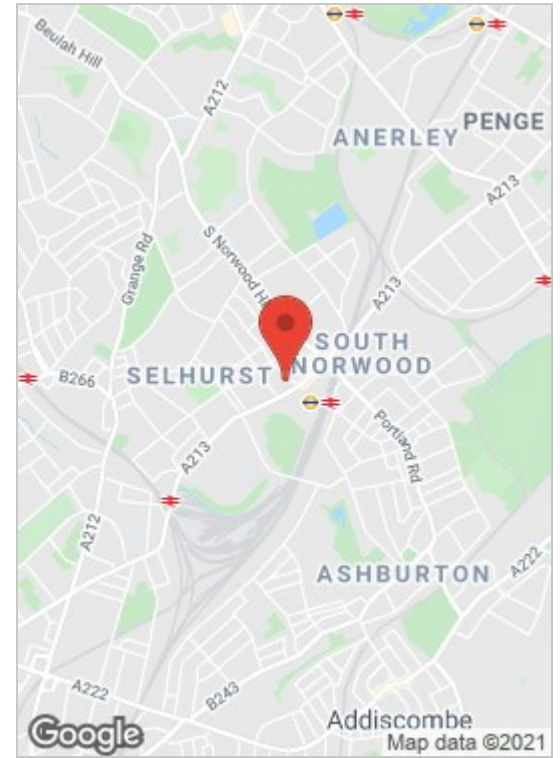 Beulah Hill
A212
PENGE
ANERLEY
A213
Grange Rd
S Norwood Hi
A213
SOUTH
NORWOOD
SELHURST
B266
Portland Rd
A213
A212
ASHBURTON
A222
A222
B243
Addiscombe
Google
Map data ©2021